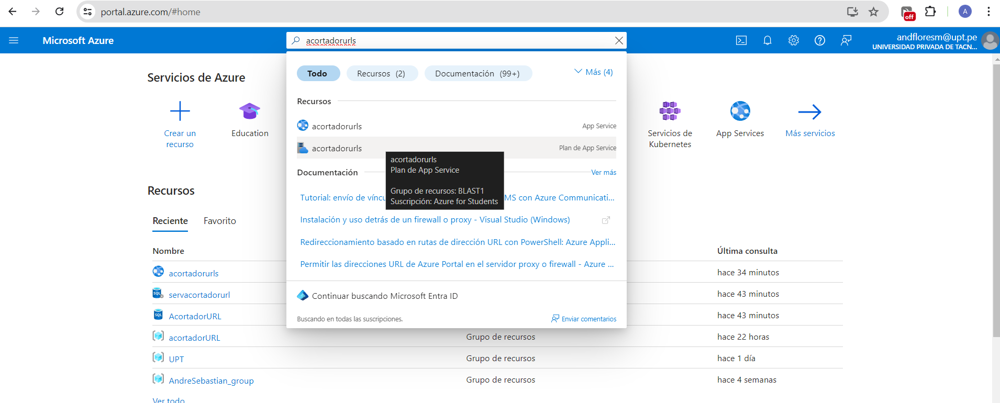 portal.azure.com/#home
off
A
Microsoft Azure
acortadorurls
andfloresm@upt.pe
UNIVERSIDAD PRIVADA DE TACN...
Todo
Recursos (2)
Documentación (99+)
Más (4)
Servicios de Azure
Crear un
recurso
Education
Servicios de
Kubernetes
App Services
Más servicios
Recursos
acortadorurls
App Service
acortadorurls
Plan de App Service
acortadorurls
Plan de App Service
Grupo de recursos: BLAST1
Suscripción: Azure for Students
Documentación
Ver más
Tutorial: envío de víncu
MS con Azure Communicati...
Instalación y uso detrás de un firewall o proxy - Visual Studio (Windows)
Redireccionamiento basado en rutas de dirección URL con PowerShell: Azure Appli...
Permitir las direcciones URL de Azure Portal en el servidor proxy o firewall - Azure ...
Continuar buscando Microsoft Entra ID
Buscando en todas las suscripciones.
Enviar comentarios
Recursos
Reciente
Favorito
Nombre
Última consulta
SQL
SQL
acortadorurls
hace 34 minutos
servacortadorurl
hace 43 minutos
AcortadorURL
hace 43 minutos
acortadorURL
Grupo de recursos
hace 22 horas
UPT
Grupo de recursos
hace 1 día
AndreSebastian_group
Grupo de recursos
hace 4 semanas
Ver todo